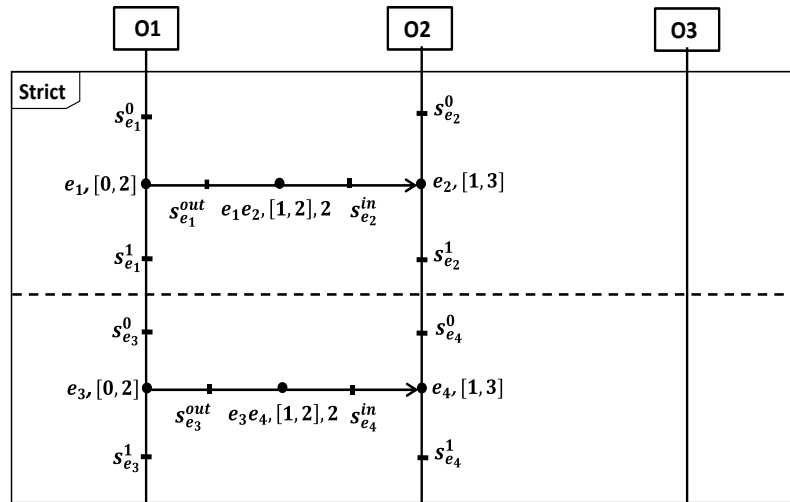 O1 O2 O3
Strict
s_{e_1}^0 s_{e_2}^0
e_1, [0, 2] e_2, [1, 3]
s_{e_1}^{out} e_1e_2, [1, 2], 2 s_{e_2}^{in}
s_{e_1}^1 s_{e_2}^1
s_{e_3}^0 s_{e_4}^0
e_3, [0, 2] e_4, [1, 3]
s_{e_3}^{out} e_3e_4, [1, 2], 2 s_{e_4}^{in}
s_{e_3}^1 s_{e_4}^1